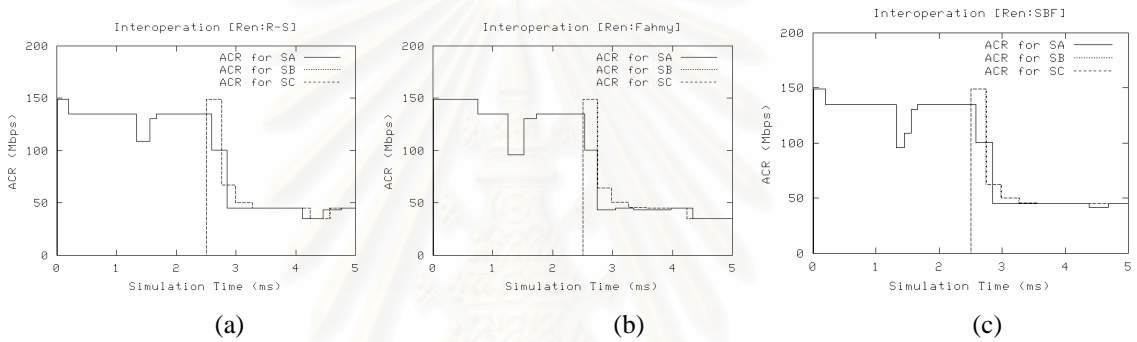 Interoperation [Ren:R-S]
200
150
100
50
0
ACR (Mbps)
ACR for SA
ACR for SB
ACR for SC
0 1 2 3 4 5
Simulation Time (ms)
(a)
Interoperation [Ren:Fahmy]
200
150
100
50
0
ACR (Mbps)
ACR for SA
ACR for SB
ACR for SC
0 1 2 3 4 5
Simulation Time (ms)
(b)
Interoperation [Ren:SBF]
200
150
100
50
0
ACR (Mbps)
ACR for SA
ACR for SB
ACR for SC
0 1 2 3 4 5
Simulation Time (ms)
(c)